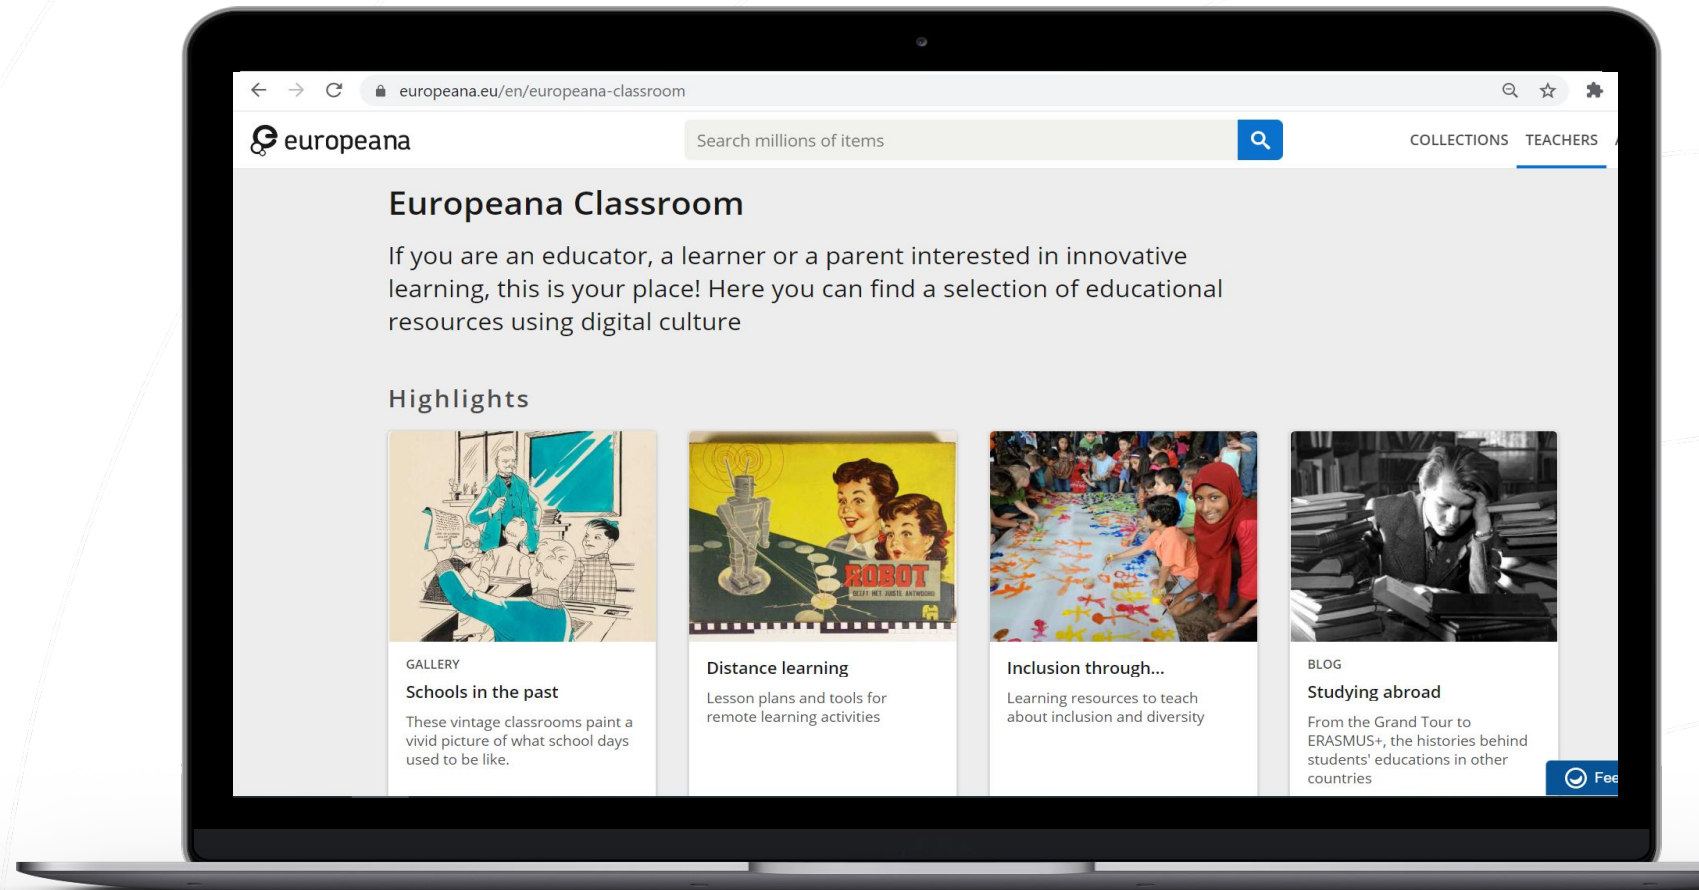 europeana.eu/en/europeana-classroom
europeana
Search millions of items
COLLECTIONS TEACHERS
Europeana Classroom
If you are an educator, a learner or a parent interested in innovative
learning, this is your place! Here you can find a selection of educational
resources using digital culture
Highlights
ROBOT
GEEFT HET JUISTE ANTWOORD
GALLERY
Schools in the past
These vintage classrooms paint a
vivid picture of what school days
used to be like.
Distance learning
Lesson plans and tools for
remote learning activities
Inclusion through...
Learning resources to teach
about inclusion and diversity
BLOG
Studying abroad
From the Grand Tour to
ERASMUS+, the histories behind
students' educations in other
countries
Fee